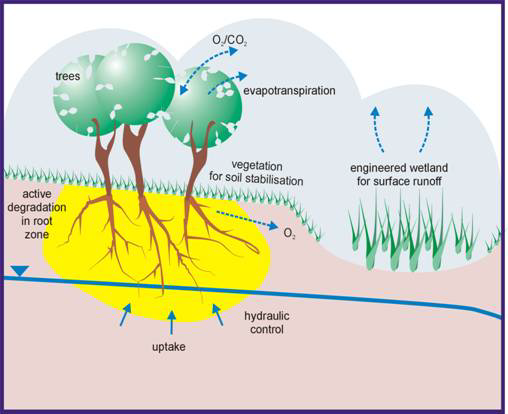 O₂/CO₂
trees
evapotranspiration
vegetation
for soil stabilisation
engineered wetland
for surface runoff
active
degradation
in root
zone
O₂
hydraulic
control
uptake